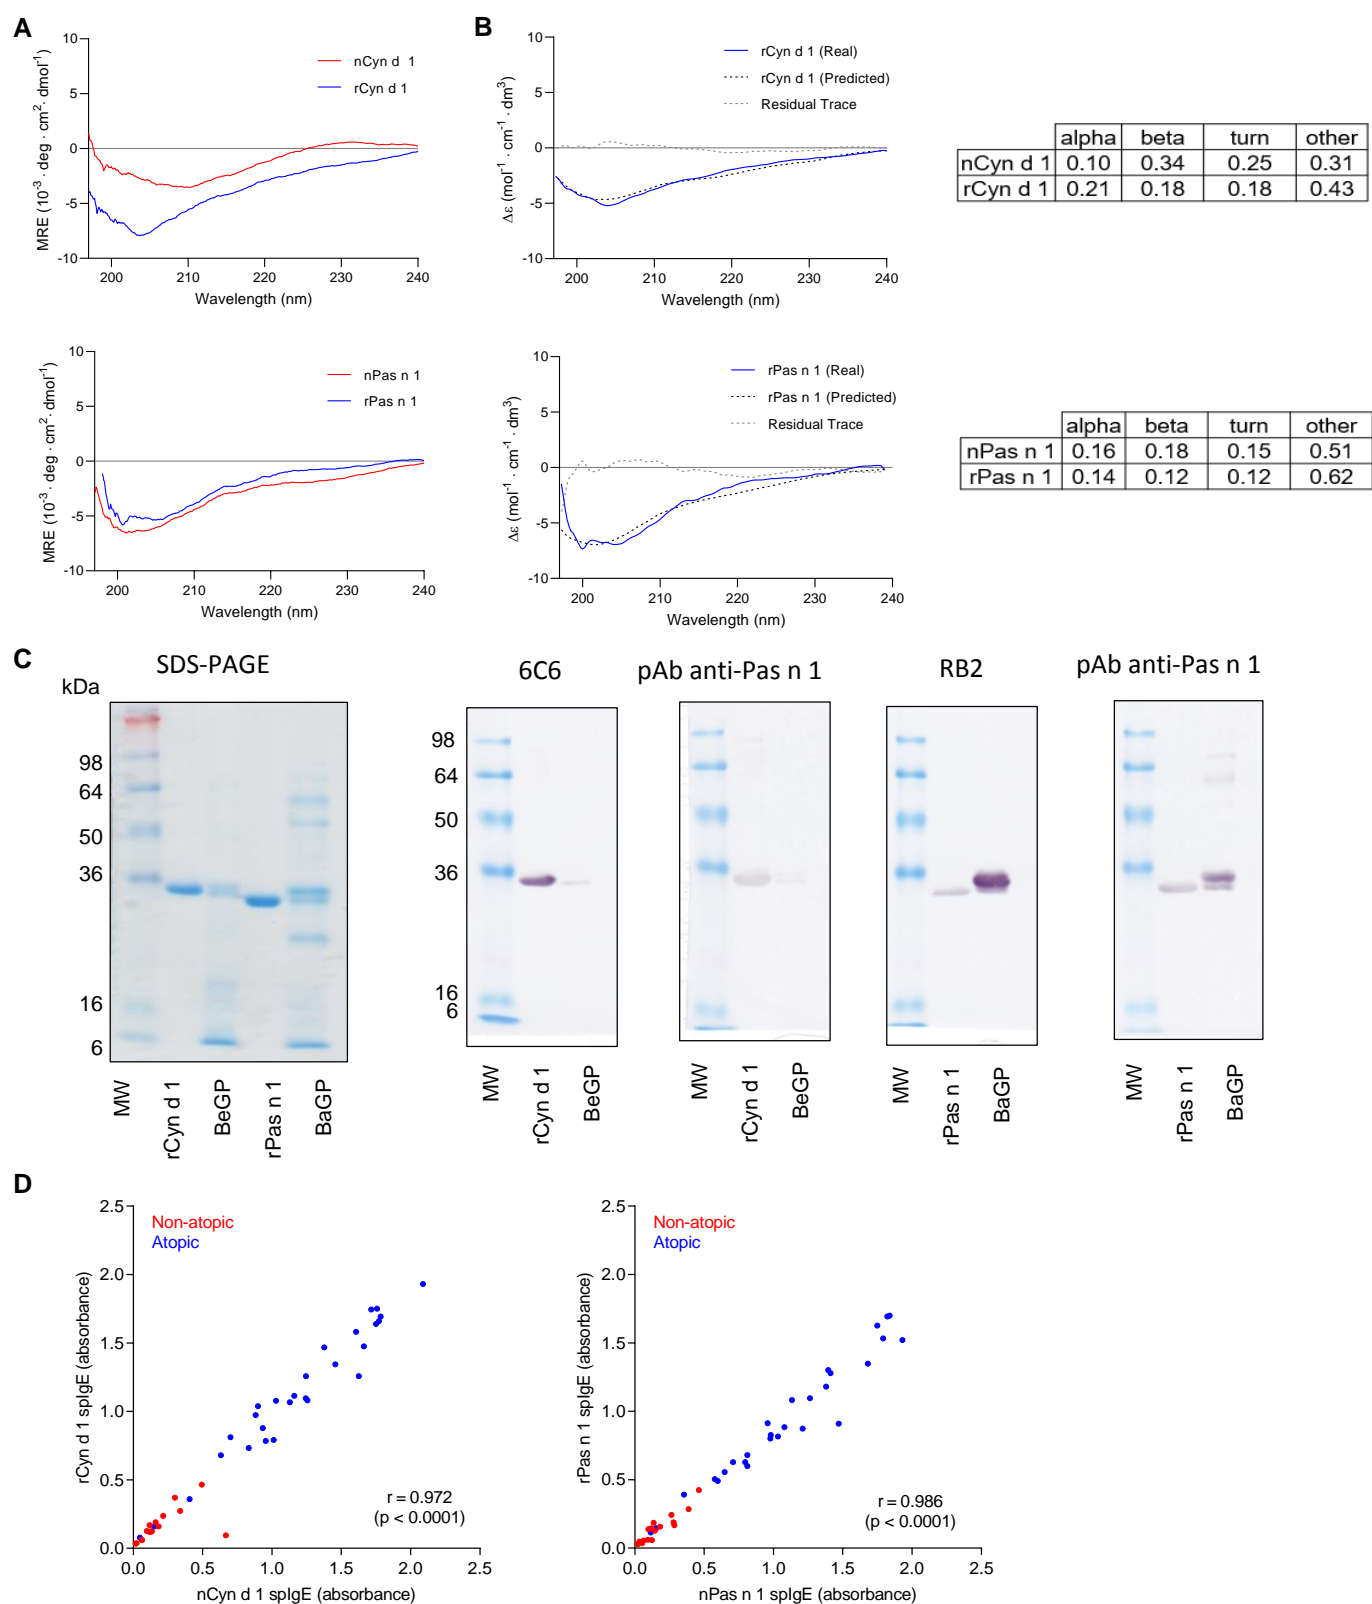 A
10
5
0
-5
-10
MRE (10⁻³ · deg · cm² · dmol⁻¹)
nCyn d 1
rCyn d 1
200
210
220
230
240
Wavelength (nm)
B
10
5
0
-5
-10
Δε (mol⁻¹ · cm⁻¹ · dm³)
rCyn d 1 (Real)
rCyn d 1 (Predicted)
Residual Trace
200
210
220
230
240
Wavelength (nm)
alpha beta turn other
nCyn d 1 0.10 0.34 0.25 0.31
rCyn d 1 0.21 0.18 0.18 0.43
10
5
0
-5
-10
MRE (10⁻³ · deg · cm² · dmol⁻¹)
nPas n 1
rPas n 1
200
210
220
230
240
Wavelength (nm)
10
5
0
-5
-10
Δε (mol⁻¹ · cm⁻¹ · dm³)
rPas n 1 (Real)
rPas n 1 (Predicted)
Residual Trace
200
210
220
230
240
Wavelength (nm)
alpha beta turn other
nPas n 1 0.16 0.18 0.15 0.51
rPas n 1 0.14 0.12 0.12 0.62
C
SDS-PAGE
kDa
98
64
50
36
16
6
MW
rCyn d 1
BeGP
rPas n 1
BaGP
6C6
98
64
50
36
16
6
MW
rCyn d 1
BeGP
pAb anti-Pas n 1
MW
rCyn d 1
BeGP
RB2
MW
rPas n 1
BaGP
pAb anti-Pas n 1
MW
rPas n 1
BaGP
D
2.5
2.0
1.5
1.0
0.5
0.0
rCyn d 1 spIgE (absorbance)
Non-atopic
Atopic
r = 0.972
(p < 0.0001)
0.0
0.5
1.0
1.5
2.0
2.5
nCyn d 1 spIgE (absorbance)
2.5
2.0
1.5
1.0
0.5
0.0
rPas n 1 spIgE (absorbance)
Non-atopic
Atopic
r = 0.986
(p < 0.0001)
0.0
0.5
1.0
1.5
2.0
2.5
nPas n 1 spIgE (absorbance)